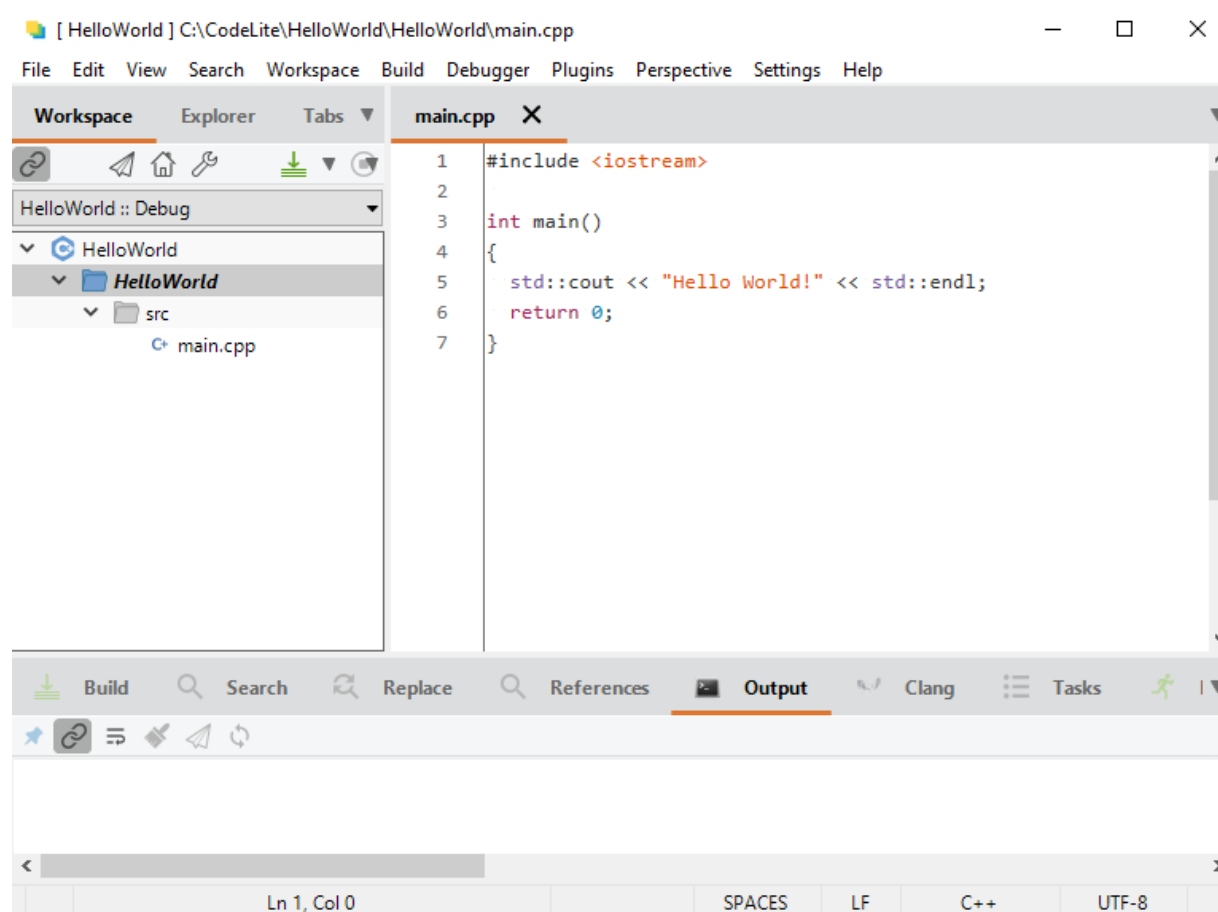 [ HelloWorld ] C:\CodeLite\HelloWorld\HelloWorld\main.cpp
File Edit View Search Workspace Build Debugger Plugins Perspective Settings Help
Workspace Explorer Tabs
main.cpp
HelloWorld :: Debug
HelloWorld
HelloWorld
src
C+ main.cpp
1 #include <iostream>
2
3 int main()
4 {
5 std::cout << "Hello World!" << std::endl;
6 return 0;
7 }
Build Search Replace References Output Clang Tasks
Ln 1, Col 0 SPACES LF C++ UTF-8